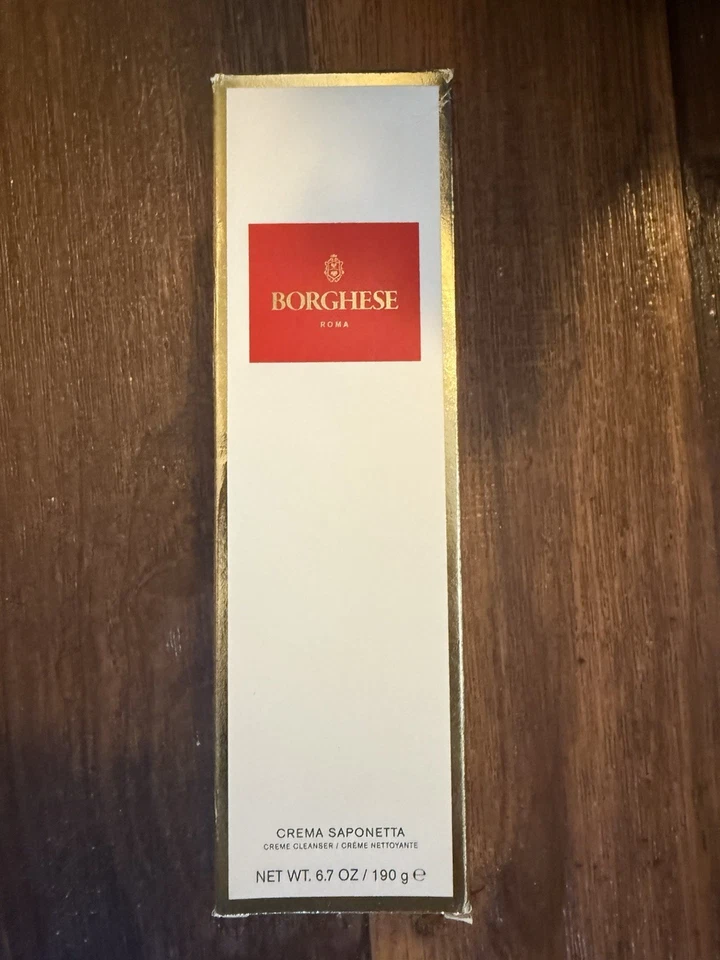 BORGHESE
ROMA
CREMA SAPONETTA
CREME CLEANSER / CRÈME NETTOYANTE
NET WT. 6.7 OZ / 190 g ℮